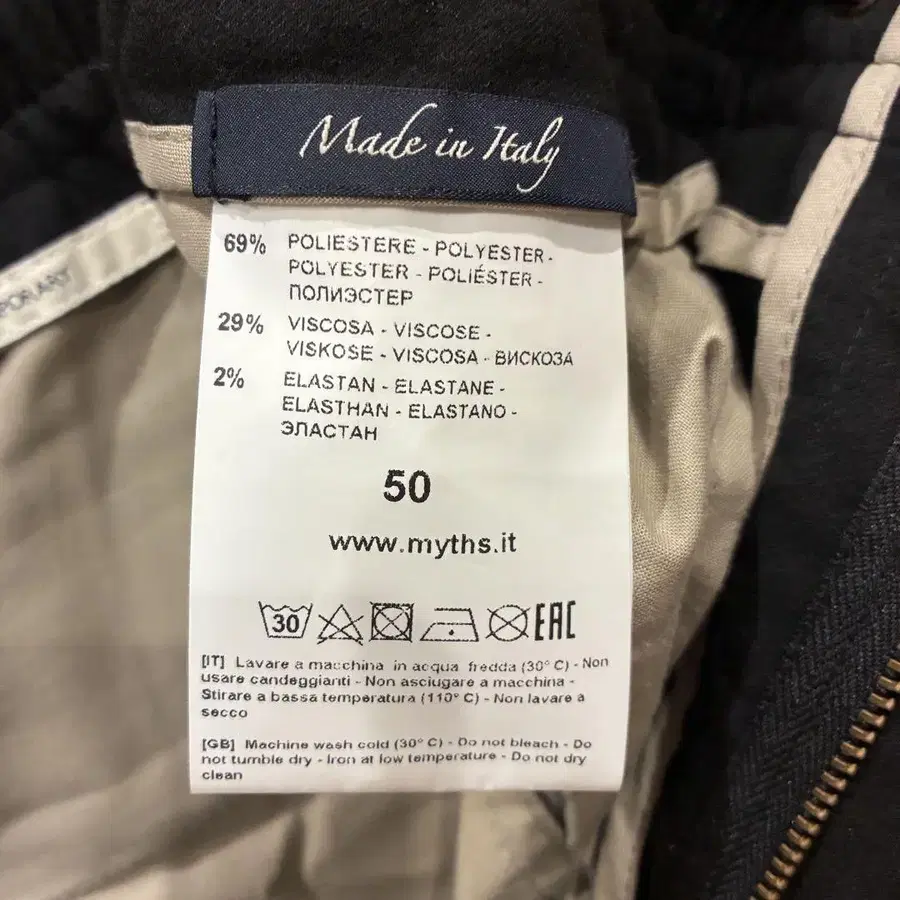 Made in Italy
69% POLIESTERE - POLYESTER -
POLYESTER - POLIÉSTER -
ПОЛИЭСТЕР
29% VISCOSA - VISCOSE -
VISKOSE - VISCOSA - ВИСКОЗА
2% ELASTAN - ELASTANE -
ELASTHAN - ELASTANO -
ЭЛАСТАН
50
www.myths.it
30 EAC
[IT] Lavare a macchina in acqua fredda (30° C) - Non
usare candeggianti - Non asciugare a macchina -
Stirare a bassa temperatura (110° C) - Non lavare a
secco
[GB] Machine wash cold (30° C) - Do not bleach - Do
not tumble dry - Iron at low temperature - Do not dry
clean